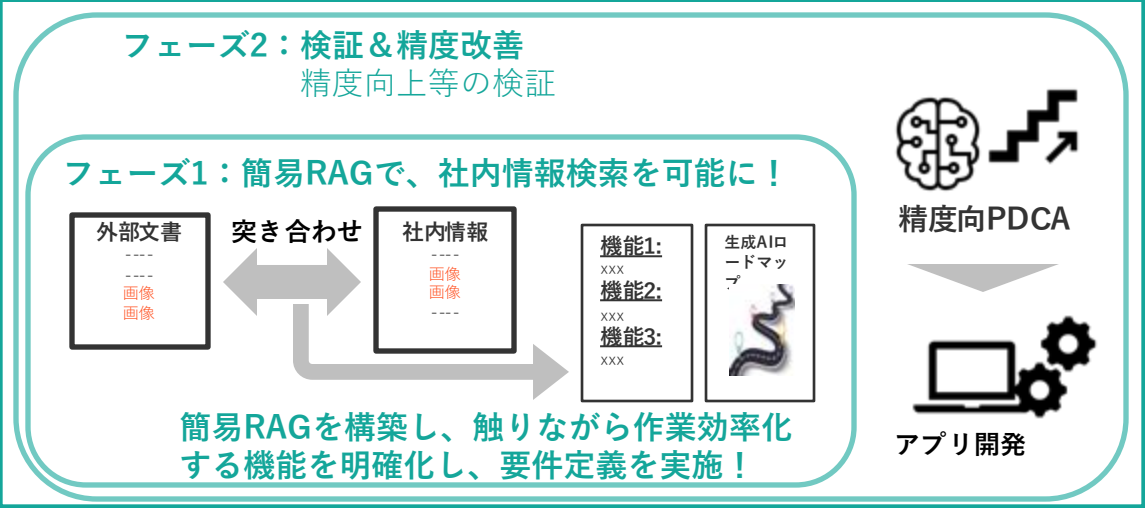 フェーズ2：検証＆精度改善
精度向上等の検証
フェーズ1：簡易RAGで、社内情報検索を可能に！
外部文書
----
----
画像
画像
突き合わせ
社内情報
----
画像
画像
----
機能1:
xxx
機能2:
xxx
機能3:
xxx
生成AIロ
ードマッ
プ
簡易RAGを構築し、触りながら作業効率化
する機能を明確化し、要件定義を実施！
精度向PDCA
アプリ開発